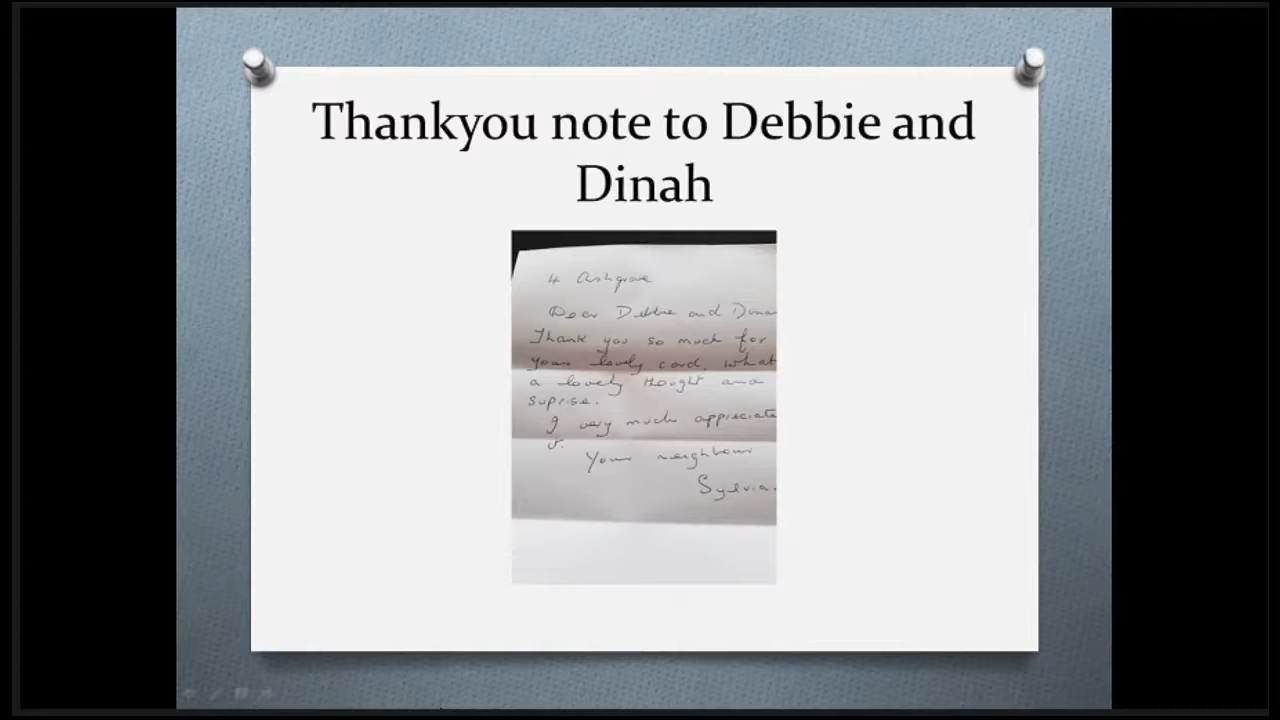 Thankyou note to Debbie and
Dinah
4 Ashgrove
Dear Debbie and Dina
Thank you so much for
your lovely card. What
a lovely thought and
suprise.
I very much appreciate
it.
Your neighbour
Sylvia.